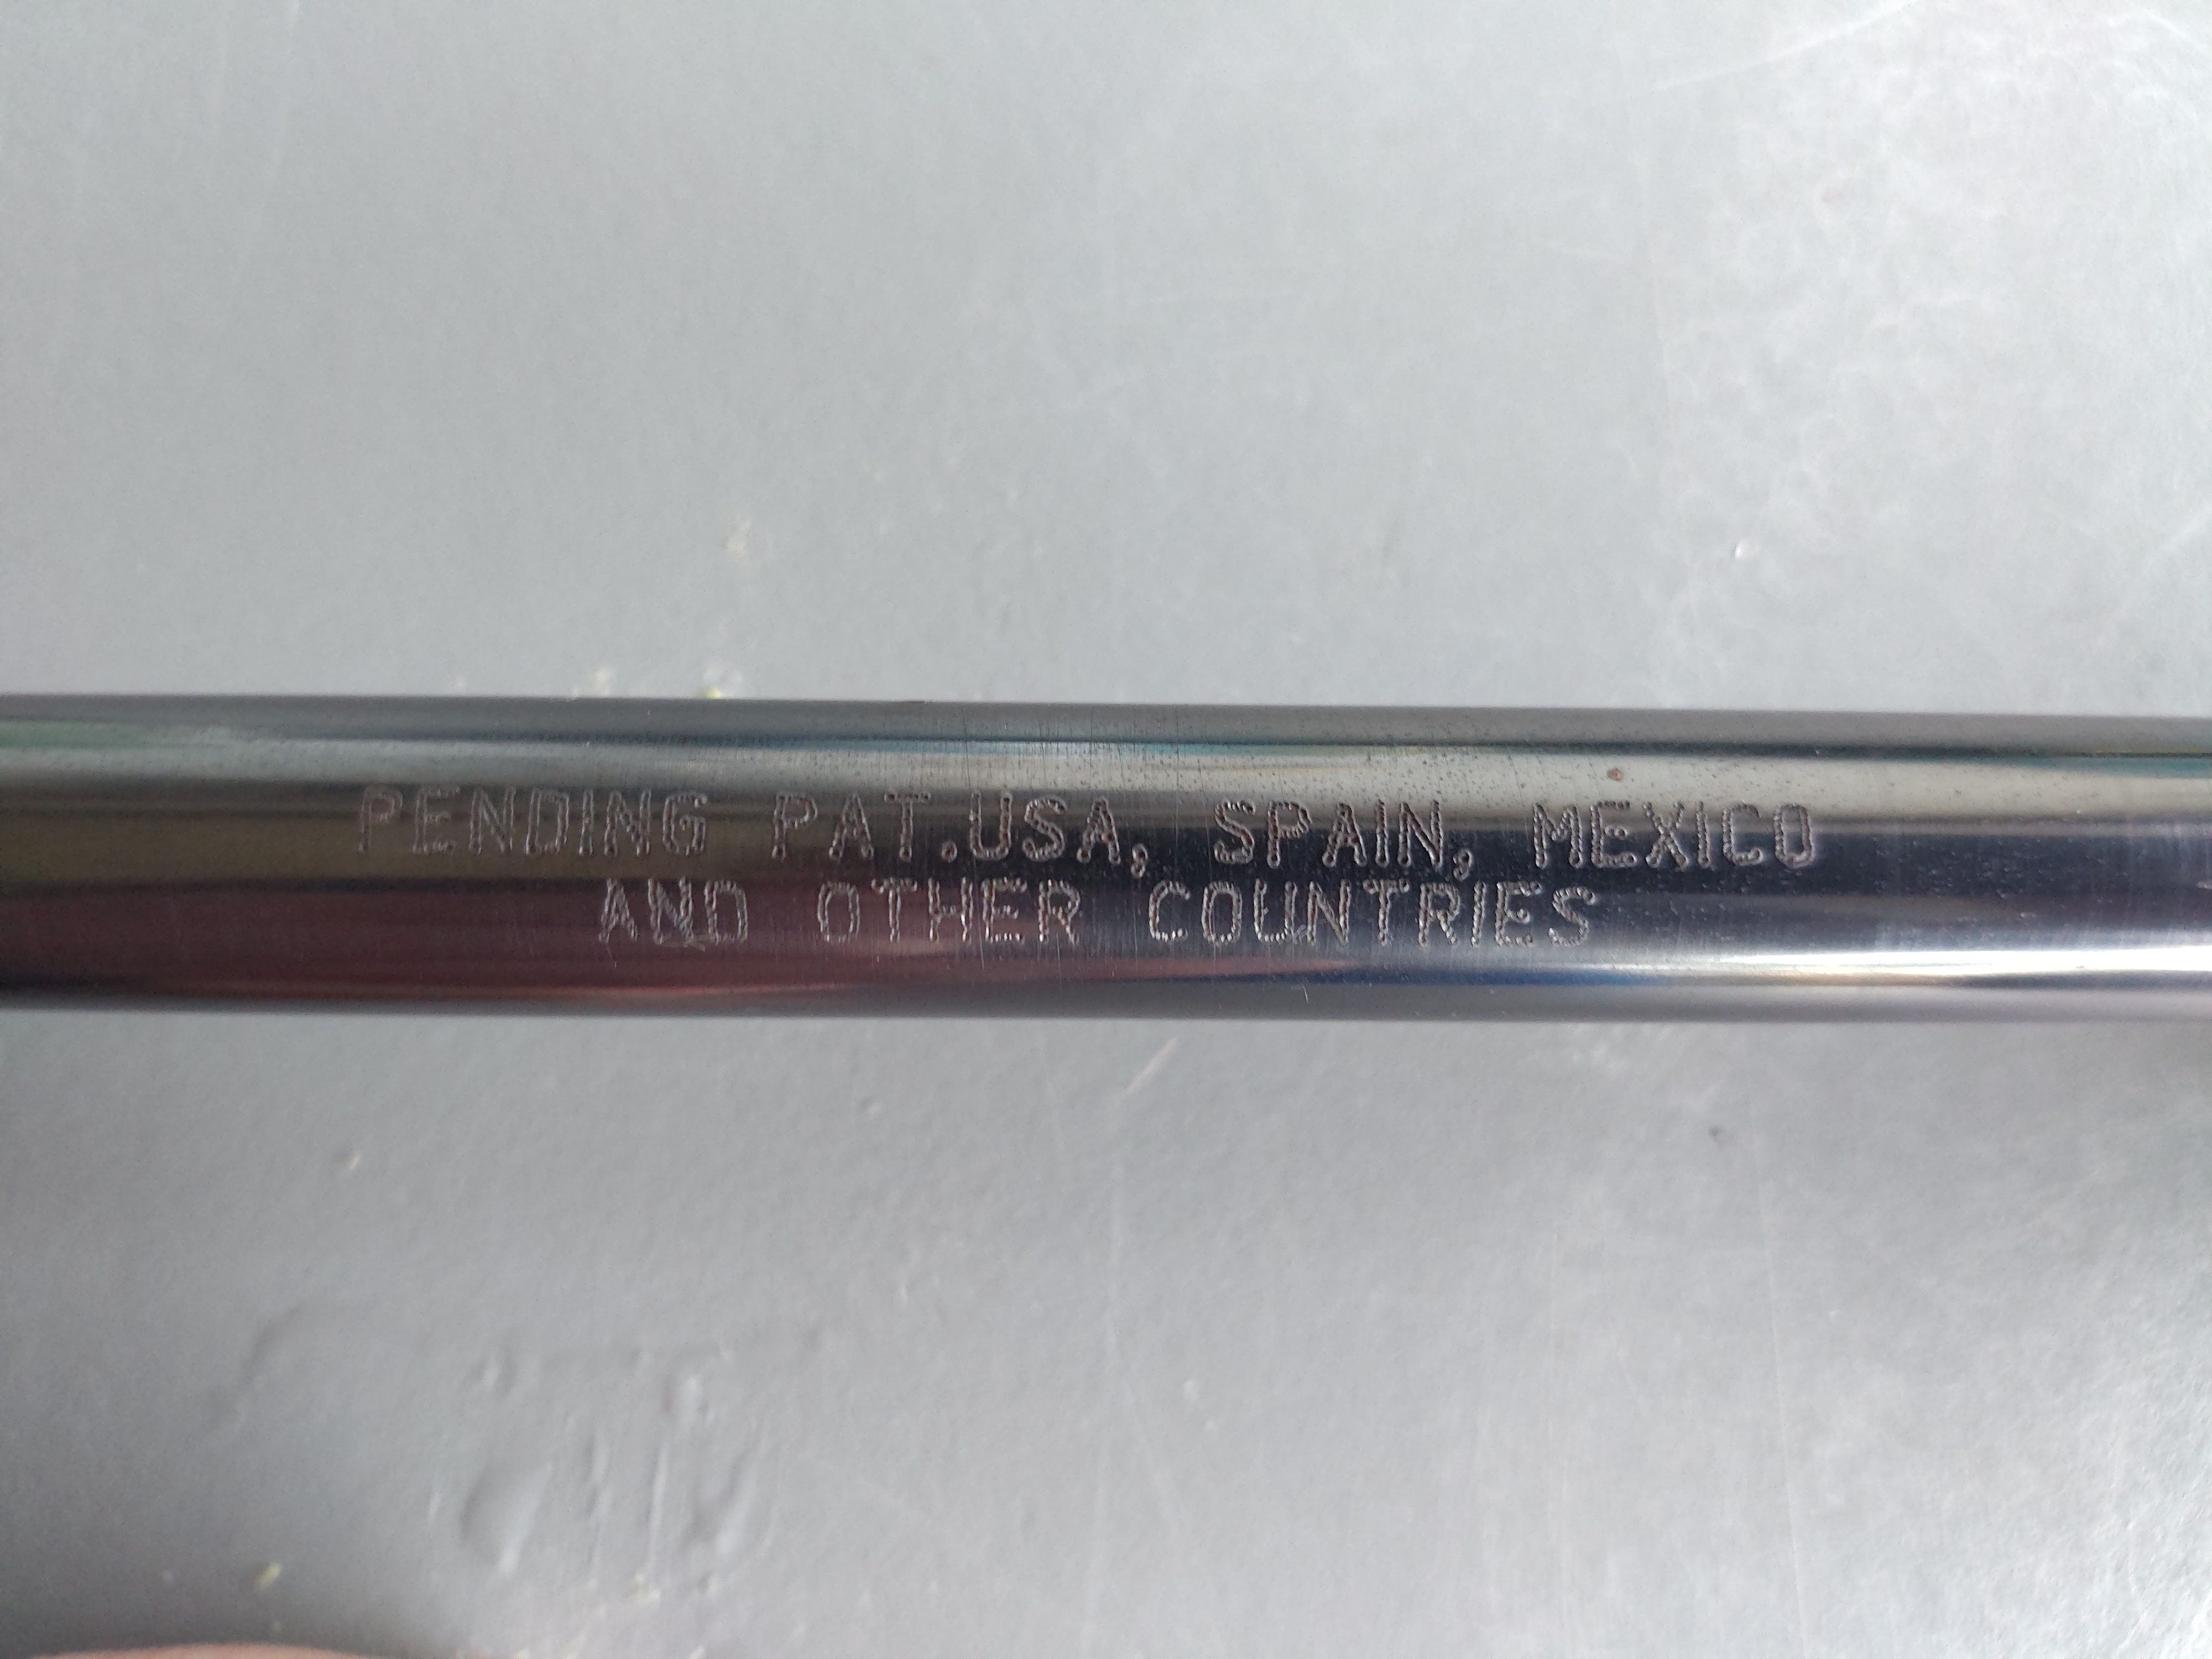 PENDING PAT.USA, SPAIN, MEXICO
AND OTHER COUNTRIES